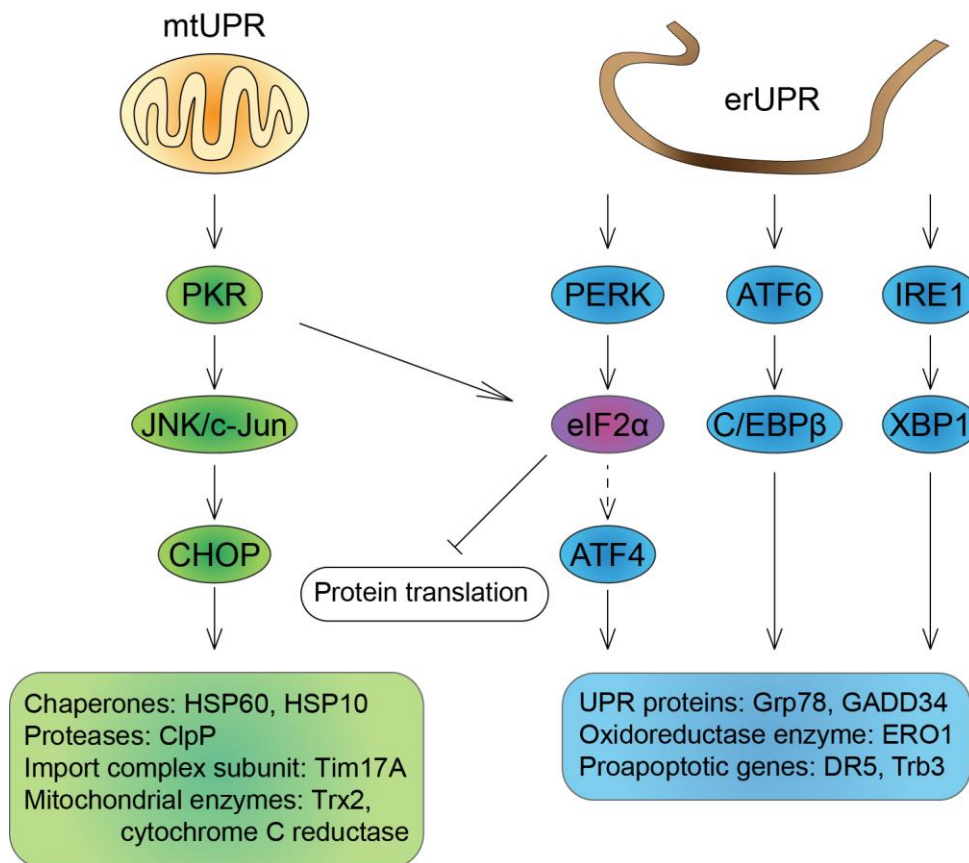 mtUPR
erUPR
PKR
PERK
ATF6
IRE1
JNK/c-Jun
eIF2α
C/EBPβ
XBP1
CHOP
ATF4
Protein translation
Chaperones: HSP60, HSP10
Proteases: ClpP
Import complex subunit: Tim17A
Mitochondrial enzymes: Trx2,
cytochrome C reductase
UPR proteins: Grp78, GADD34
Oxidoreductase enzyme: ERO1
Proapoptotic genes: DR5, Trb3